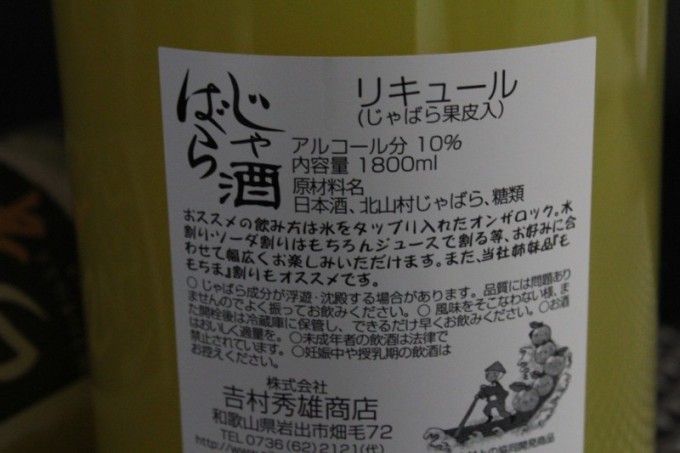 じゃばら酒
リキュール
(じゃばら果皮入)
アルコール分 10%
内容量 1800ml
原材料名
日本酒、北山村じゃばら、糖類
おススメの飲み方は氷をタップリ入れたオンザロック。水
割り・ソーダ割りはもちろんジュースで割る等、お好みに合
わせて幅広くお楽しみいただけます。また、当社姉妹品『も
もちま』割りもオススメです。
○じゃばら成分が浮遊・沈殿する場合があります。品質には問題あり
ませんのでよく振ってお飲みください。○風味をそこなわない様、ま
た開栓後は冷蔵庫に保管し、できるだけ早くお飲みください。○お酒
はおいしく適量を。○未成年者の飲酒は法律で
禁止されています。○妊娠中や授乳期の飲酒は
お控えください。
株式会社
吉村秀雄商店
和歌山県岩出市畑毛72
TEL 0736(62)2121(代)
http://www.
の協同開発商品